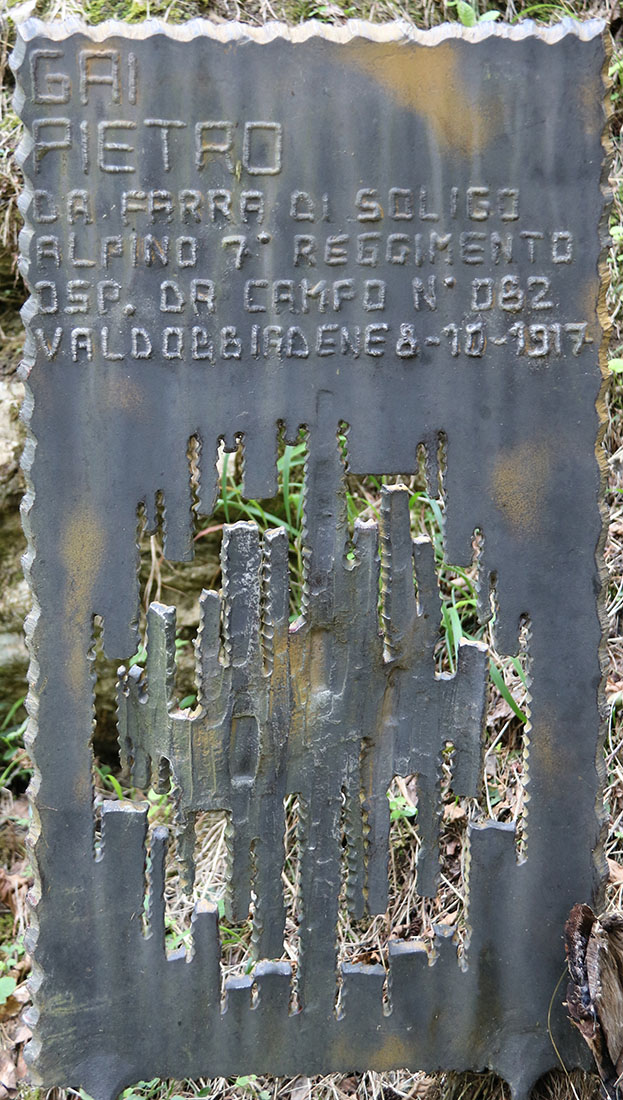 GAI
PIETRO
DA FARRA DI SOLIGO
ALPINO 7° REGGIMENTO
OSP. DA CAMPO N° 082
VALDOBBIADENE 8-10-1917